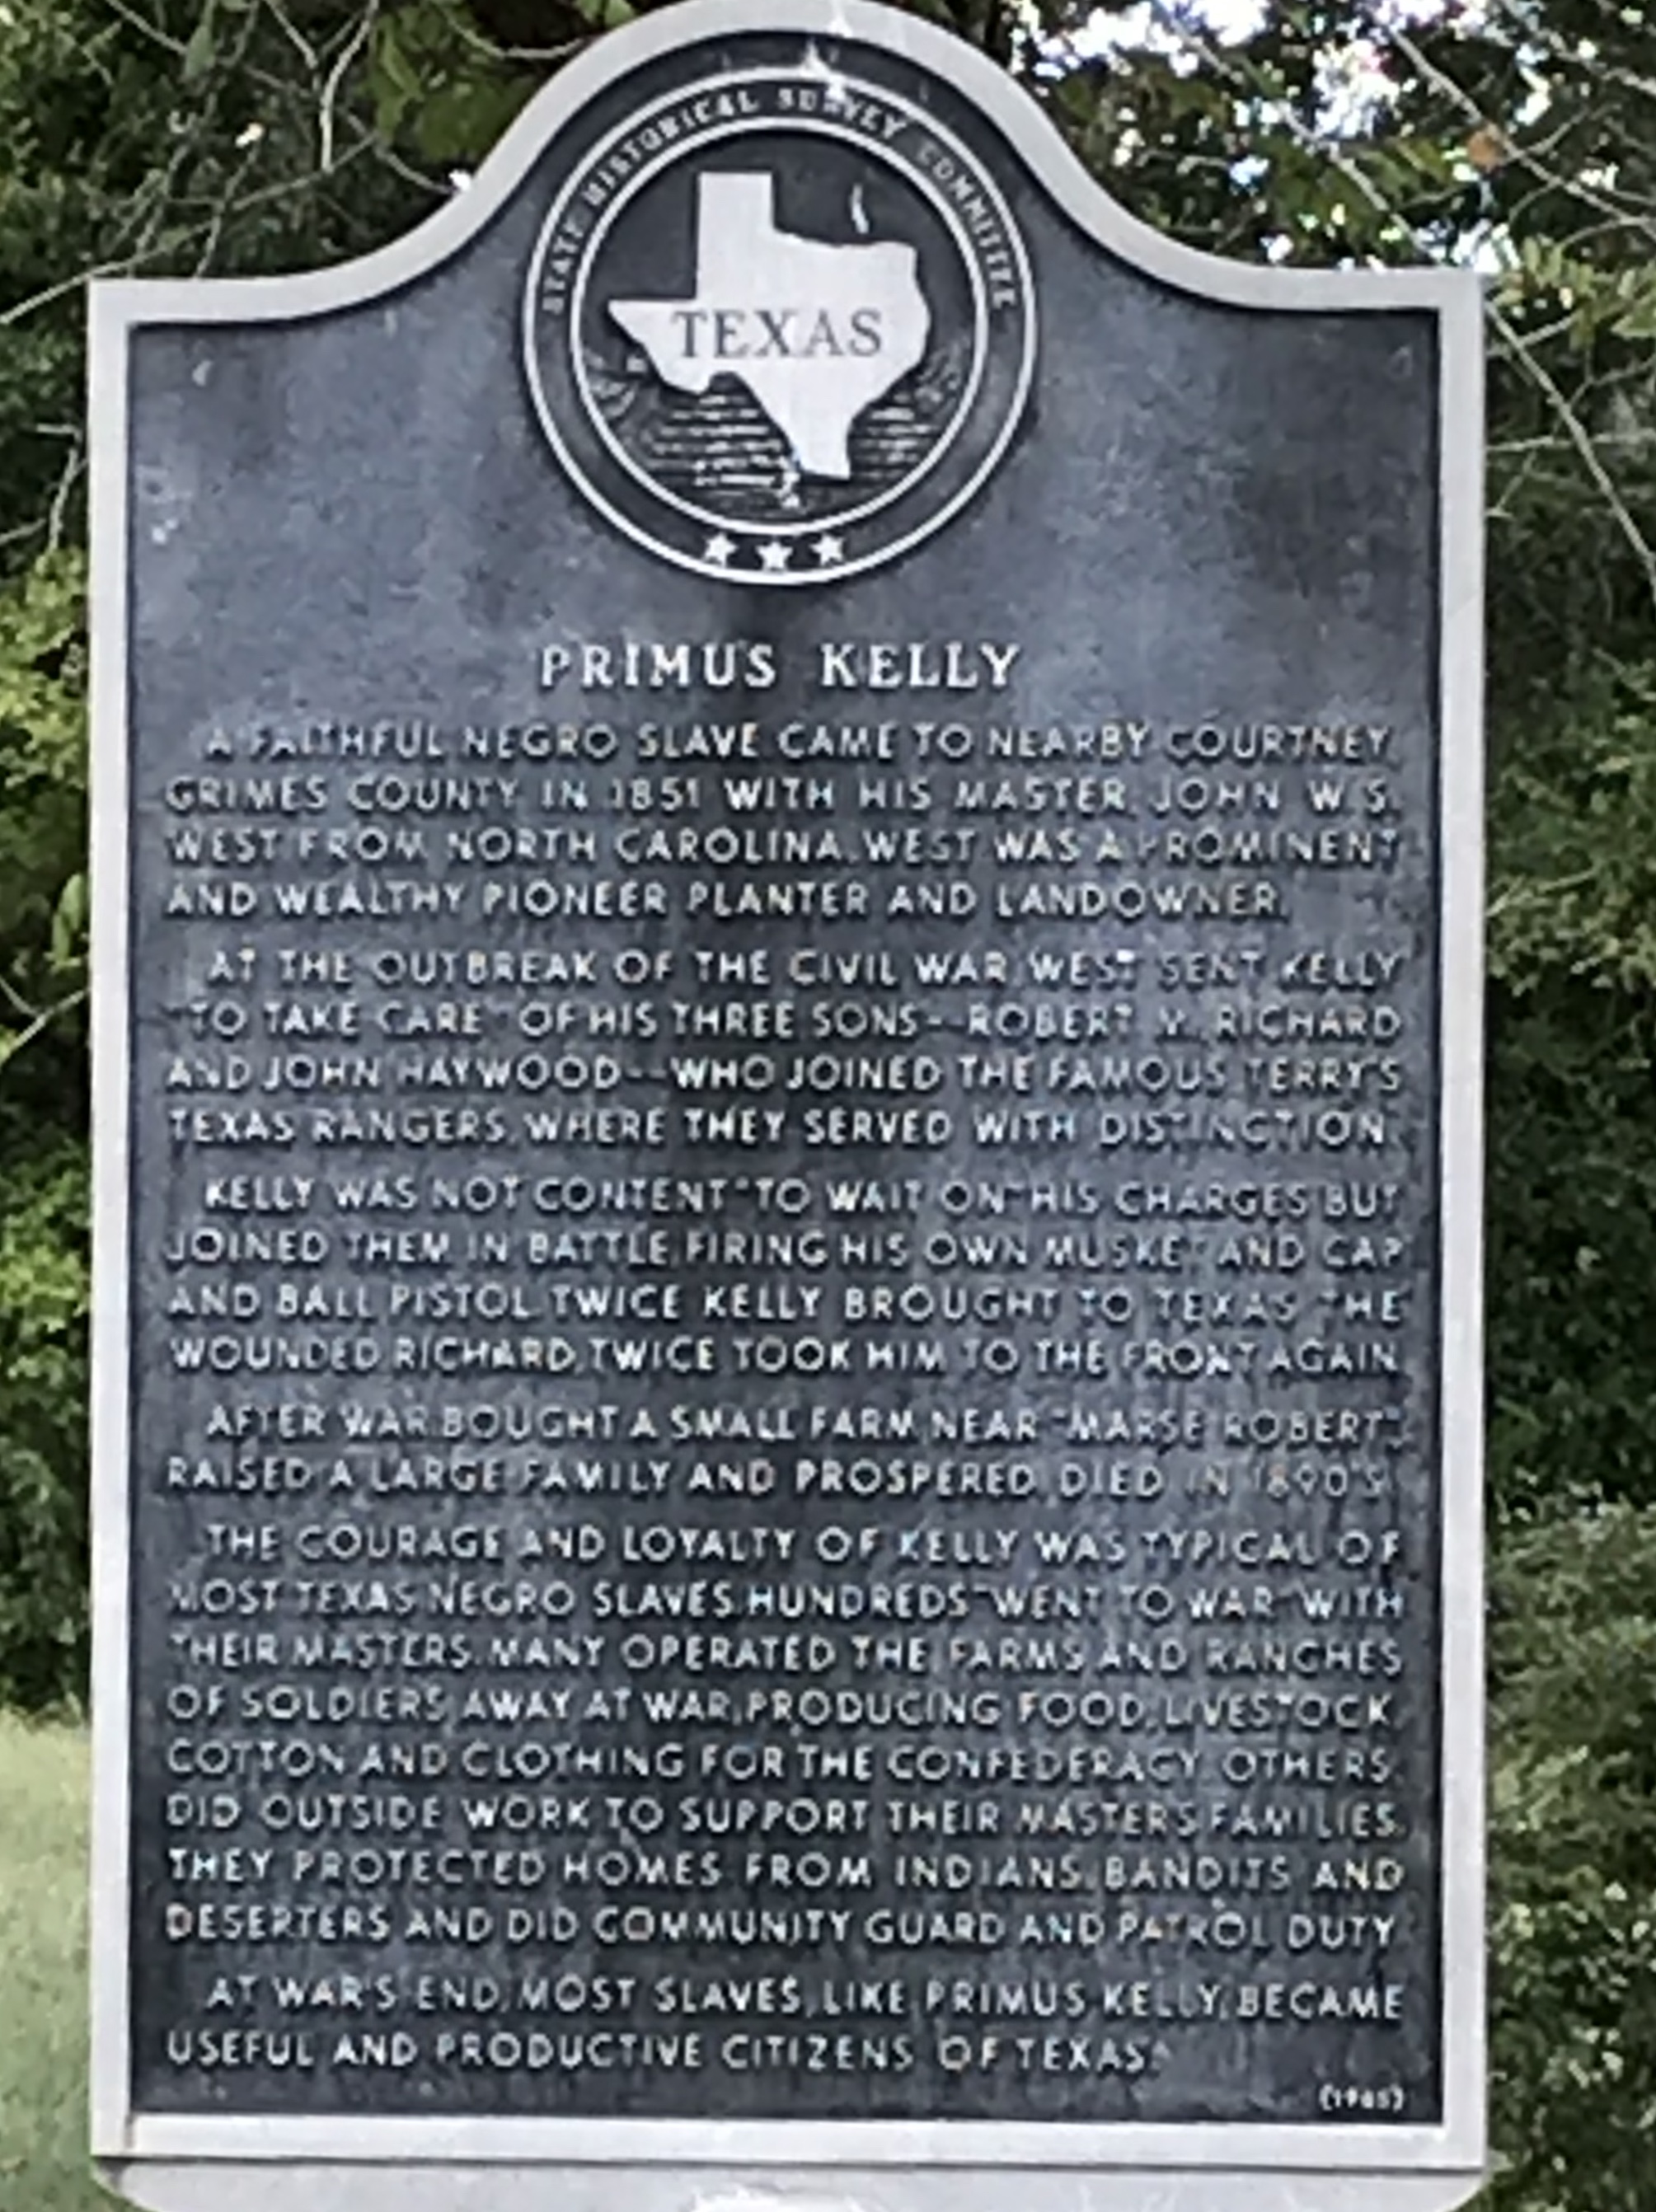 STATE HISTORICAL SURVEY COMMITTEE
TEXAS
PRIMUS KELLY
A FAITHFUL NEGRO SLAVE CAME TO NEARBY COURTNEY,
GRIMES COUNTY IN 1851 WITH HIS MASTER, JOHN W. S.
WEST FROM NORTH CAROLINA. WEST WAS A PROMINENT
AND WEALTHY PIONEER PLANTER AND LANDOWNER.
AT THE OUTBREAK OF THE CIVIL WAR, WEST SENT KELLY
"TO TAKE CARE" OF HIS THREE SONS--ROBERT M., RICHARD
AND JOHN HAYWOOD--WHO JOINED THE FAMOUS TERRY'S
TEXAS RANGERS, WHERE THEY SERVED WITH DISTINCTION.
KELLY WAS NOT CONTENT "TO WAIT ON" HIS CHARGES BUT
JOINED THEM IN BATTLE, FIRING HIS OWN MUSKET AND CAP
AND BALL PISTOL. TWICE KELLY BROUGHT TO TEXAS THE
WOUNDED RICHARD, TWICE TOOK HIM TO THE FRONT AGAIN.
AFTER WAR, BOUGHT A SMALL FARM NEAR "MARSE ROBERT",
RAISED A LARGE FAMILY AND PROSPERED. DIED IN 1890'S.
THE COURAGE AND LOYALTY OF KELLY WAS TYPICAL OF
MOST TEXAS NEGRO SLAVES. HUNDREDS "WENT TO WAR" WITH
THEIR MASTERS. MANY OPERATED THE FARMS AND RANCHES
OF SOLDIERS AWAY AT WAR, PRODUCING FOOD, LIVESTOCK,
COTTON AND CLOTHING FOR THE CONFEDERACY. OTHERS
DID OUTSIDE WORK TO SUPPORT THEIR MASTERS FAMILIES.
THEY PROTECTED HOMES FROM INDIANS, BANDITS AND
DESERTERS AND DID COMMUNITY GUARD AND PATROL DUTY.
AT WAR'S END, MOST SLAVES, LIKE PRIMUS KELLY, BECAME
USEFUL AND PRODUCTIVE CITIZENS OF TEXAS.
(1965)